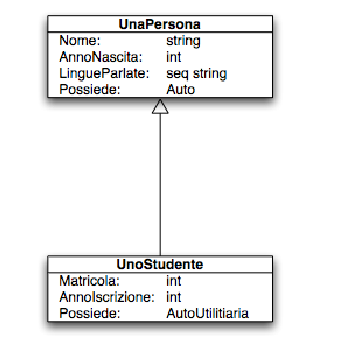 UnaPersona
Nome: string
AnnoNascita: int
LingueParlate: seq string
Possiede: Auto
UnoStudente
Matricola: int
AnnoIscrizione: int
Possiede: AutoUtilitiaria